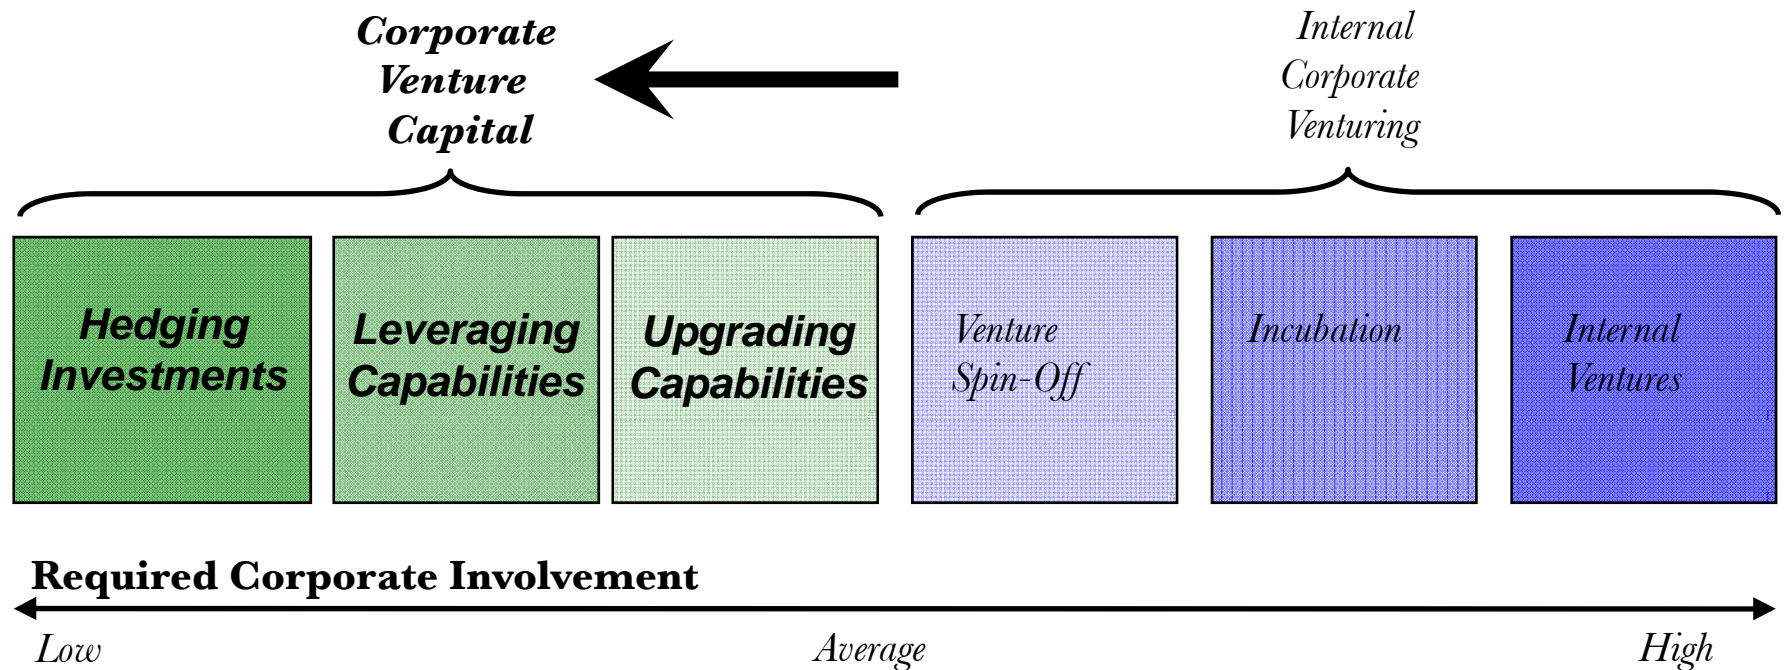 Corporate
Venture
Capital
Internal
Corporate
Venturing
Hedging
Investments
Leveraging
Capabilities
Upgrading
Capabilities
Venture
Spin-Off
Incubation
Internal
Ventures
Required Corporate Involvement
Low
Average
High